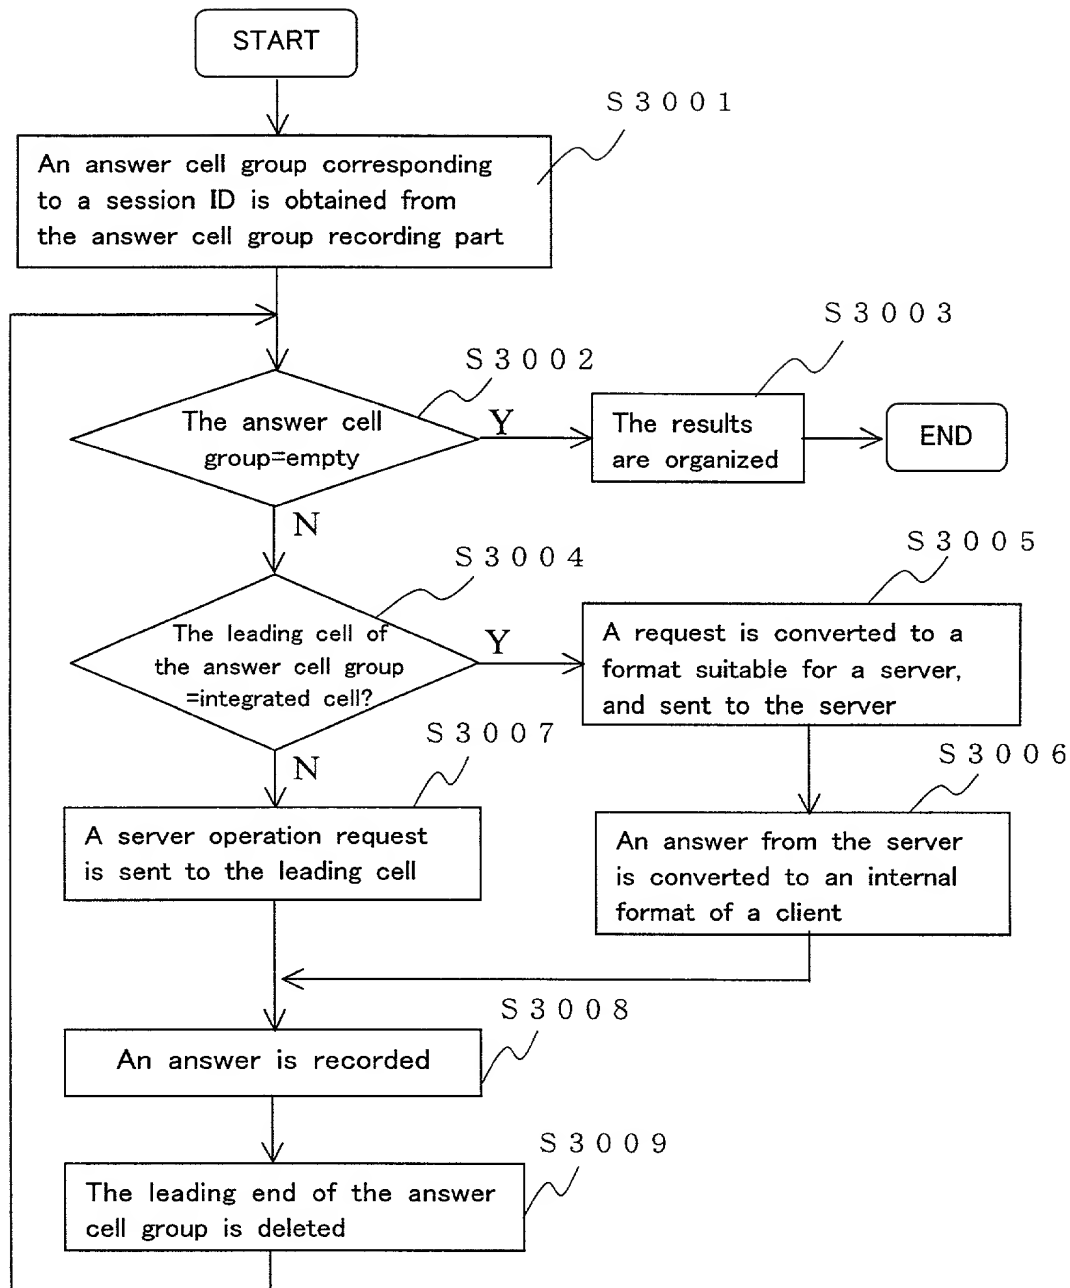 START
S3001
An answer cell group corresponding
to a session ID is obtained from
the answer cell group recording part
S3003
S3002
The answer cell
group=empty
Y
The results
are organized
END
N
S3004
S3005
The leading cell of
the answer cell group
=integrated cell?
Y
A request is converted to a
format suitable for a server,
and sent to the server
S3007
N
S3006
A server operation request
is sent to the leading cell
An answer from the server
is converted to an internal
format of a client
S3008
An answer is recorded
S3009
The leading end of the answer
cell group is deleted